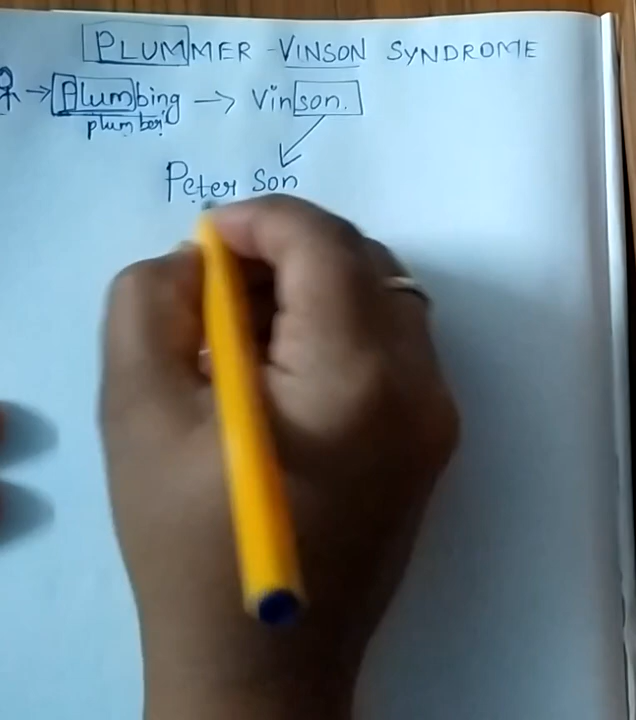 PLUMMER - VINSON SYNDROME
→ Plumbing → Vinson.
plumber
Peter Son